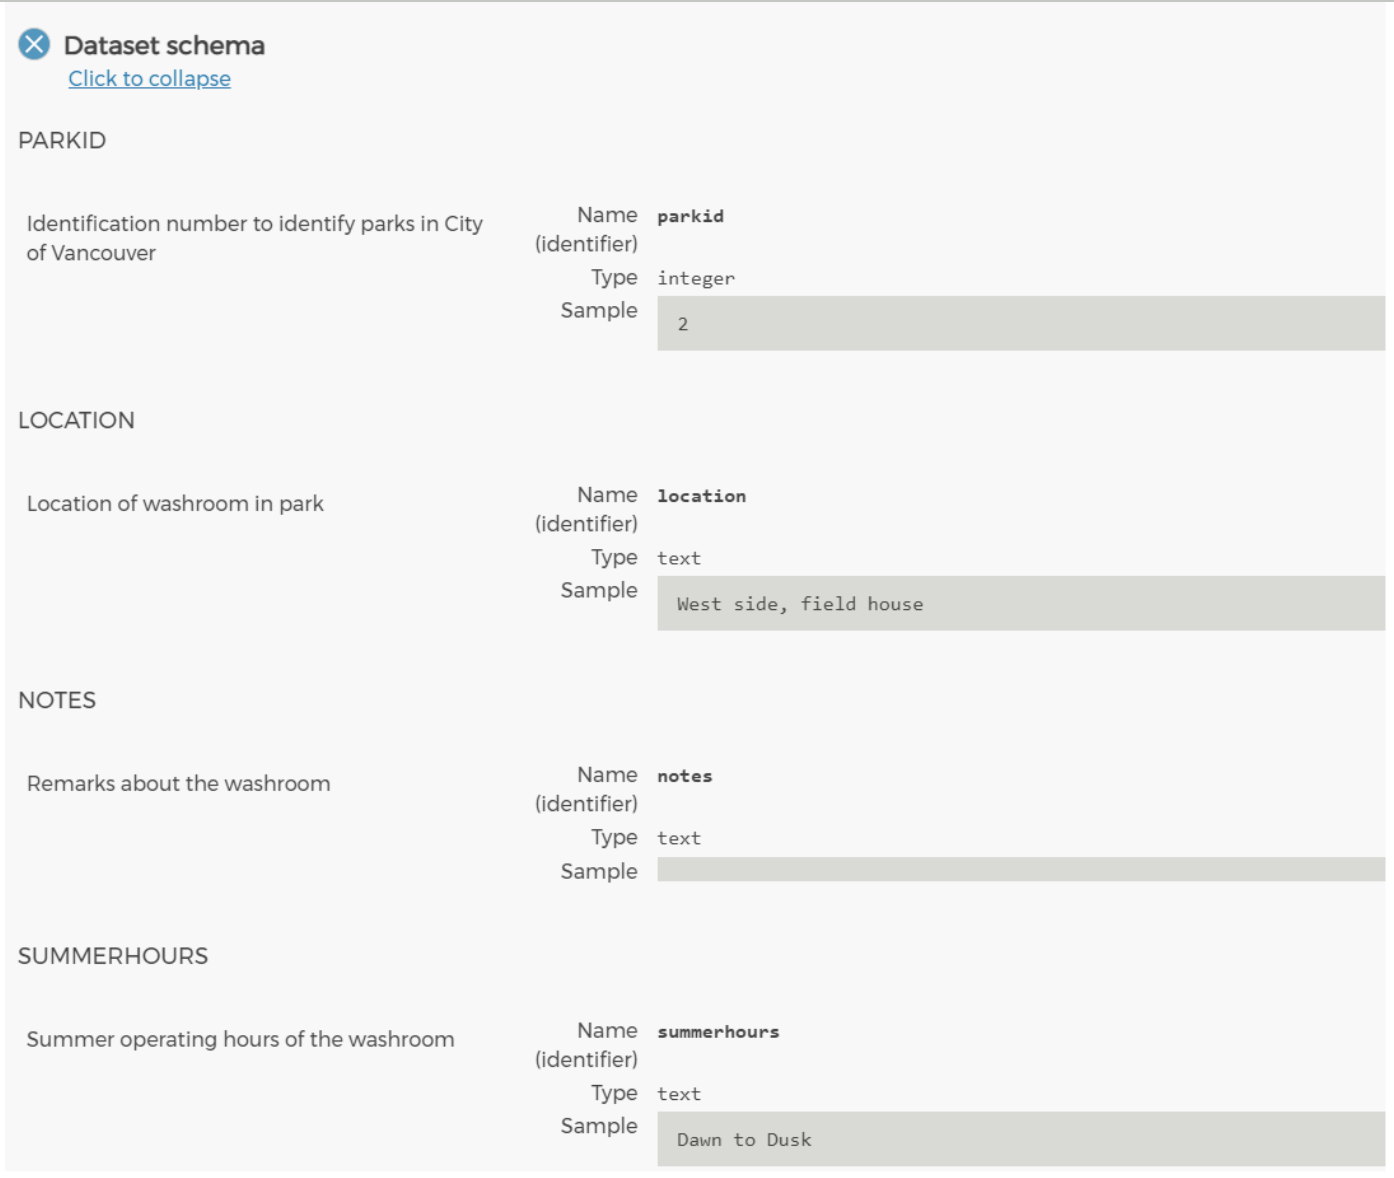 Dataset schema
Click to collapse
PARKID
Identification number to identify parks in City
of Vancouver
Name
(identifier)
parkid
Type
integer
Sample
2
LOCATION
Location of washroom in park
Name
(identifier)
location
Type
text
Sample
West side, field house
NOTES
Remarks about the washroom
Name
(identifier)
notes
Type
text
Sample
SUMMERHOURS
Summer operating hours of the washroom
Name
(identifier)
summerhours
Type
text
Sample
Dawn to Dusk